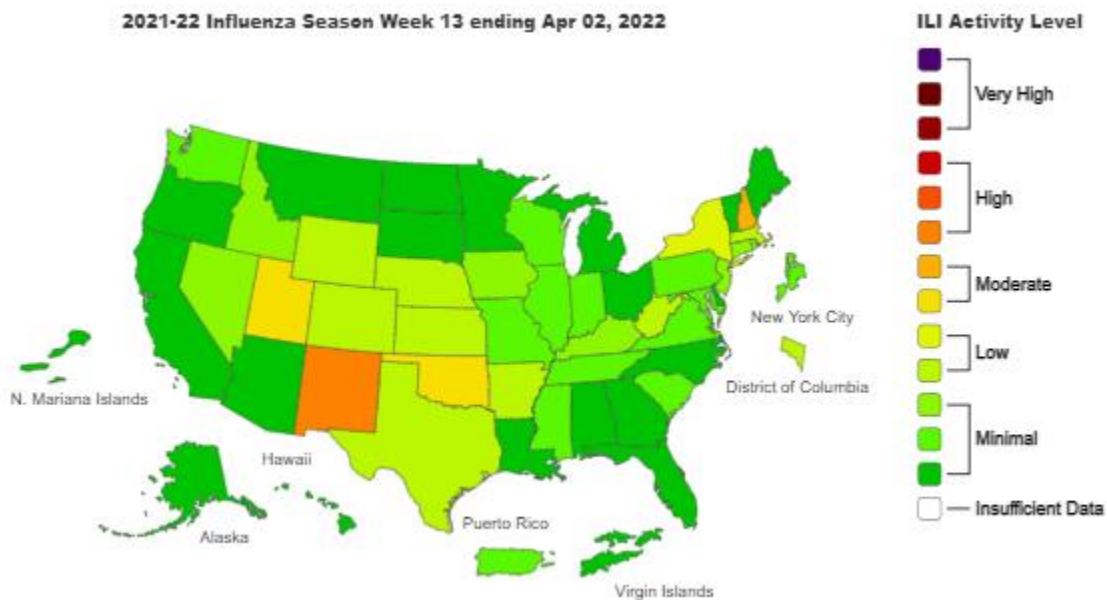 2021-22 Influenza Season Week 13 ending Apr 02, 2022
ILI Activity Level
Very High
High
Moderate
Low
Minimal
Insufficient Data
New York City
District of Columbia
N. Mariana Islands
Hawaii
Alaska
Puerto Rico
Virgin Islands